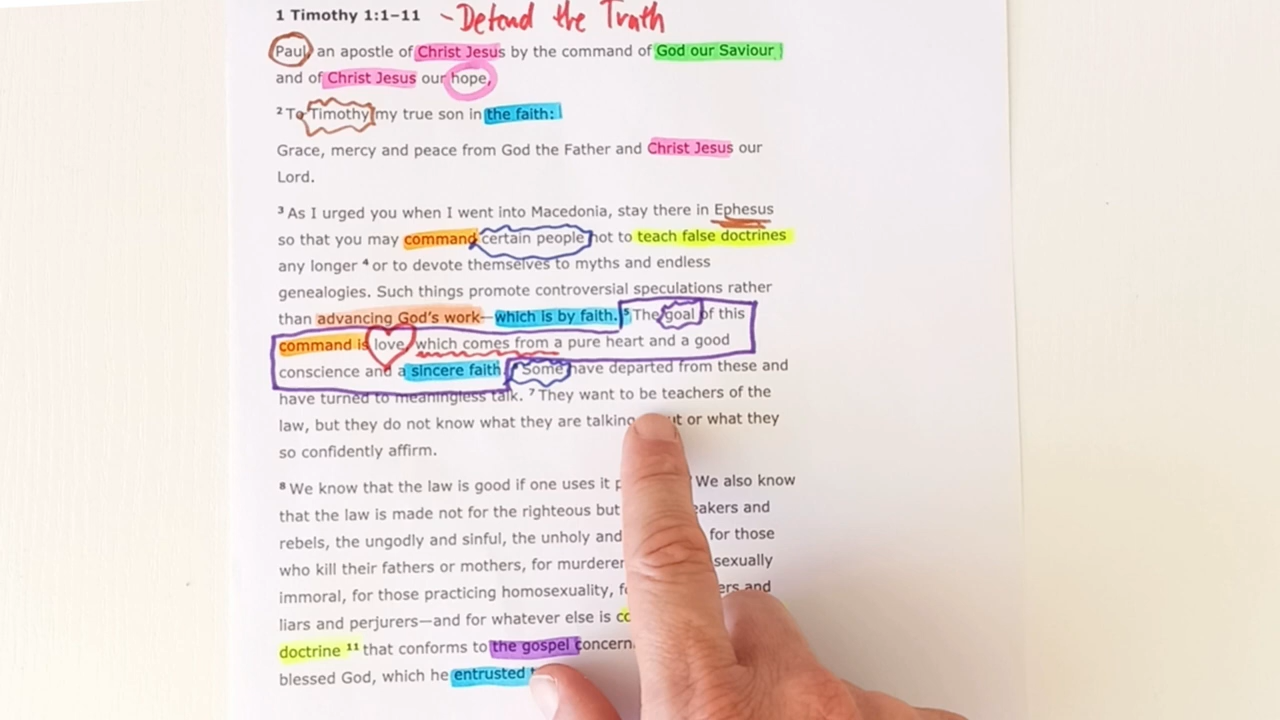 1 Timothy 1:1–11 - Defend the Truth
Paul, an apostle of Christ Jesus by the command of God our Saviour
and of Christ Jesus our hope,
2 To Timothy my true son in the faith:
Grace, mercy and peace from God the Father and Christ Jesus our
Lord.
3 As I urged you when I went into Macedonia, stay there in Ephesus
so that you may command certain people not to teach false doctrines
any longer 4 or to devote themselves to myths and endless
genealogies. Such things promote controversial speculations rather
than advancing God's work—which is by faith. 5 The goal of this
command is love, which comes from a pure heart and a good
conscience and a sincere faith. Some have departed from these and
have turned to meaningless talk. 7 They want to be teachers of the
law, but they do not know what they are talking or what they
so confidently affirm.
8 We know that the law is good if one uses it We also know
that the law is made not for the righteous but and
rebels, the ungodly and sinful, the unholy and for those
who kill their fathers or mothers, for sexually
immoral, for those practicing homosexuality, and
liars and perjurers—and for whatever else is
doctrine 11 that conforms to the gospel
blessed God, which he entrusted